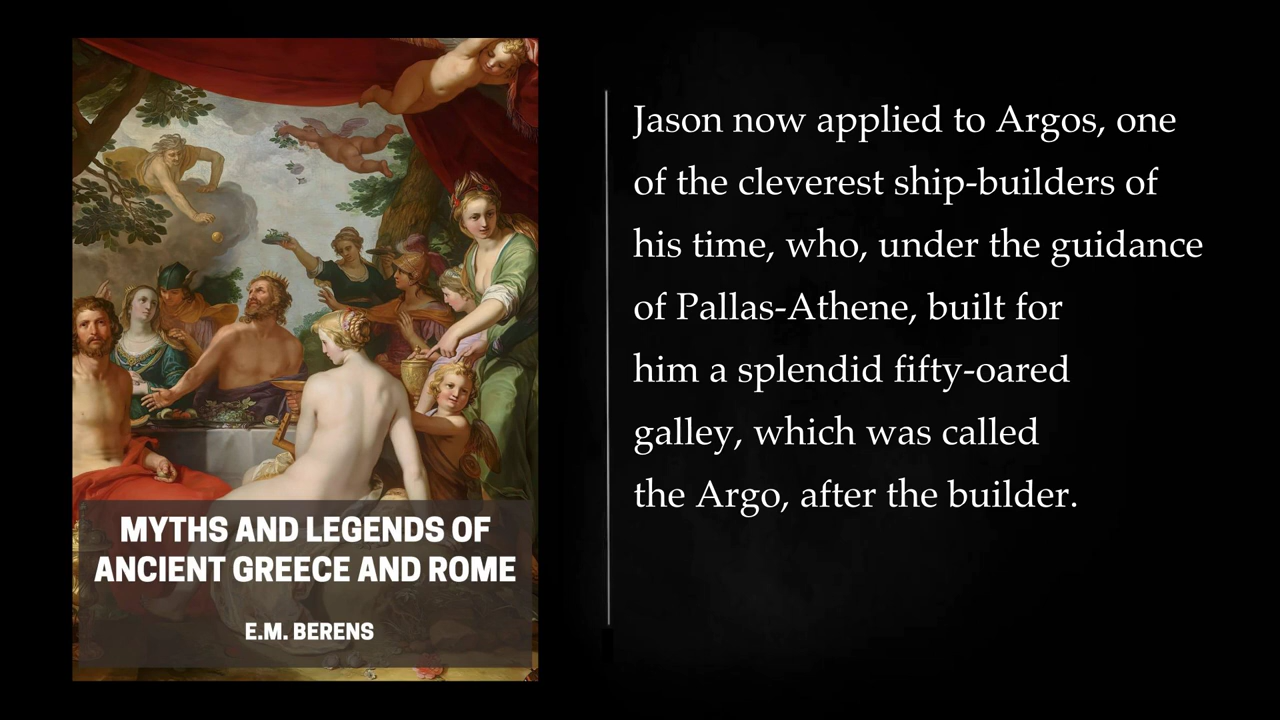 MYTHS AND LEGENDS OF
ANCIENT GREECE AND ROME
E.M. BERENS
Jason now applied to Argos, one
of the cleverest ship-builders of
his time, who, under the guidance
of Pallas-Athene, built for
him a splendid fifty-oared
galley, which was called
the Argo, after the builder.